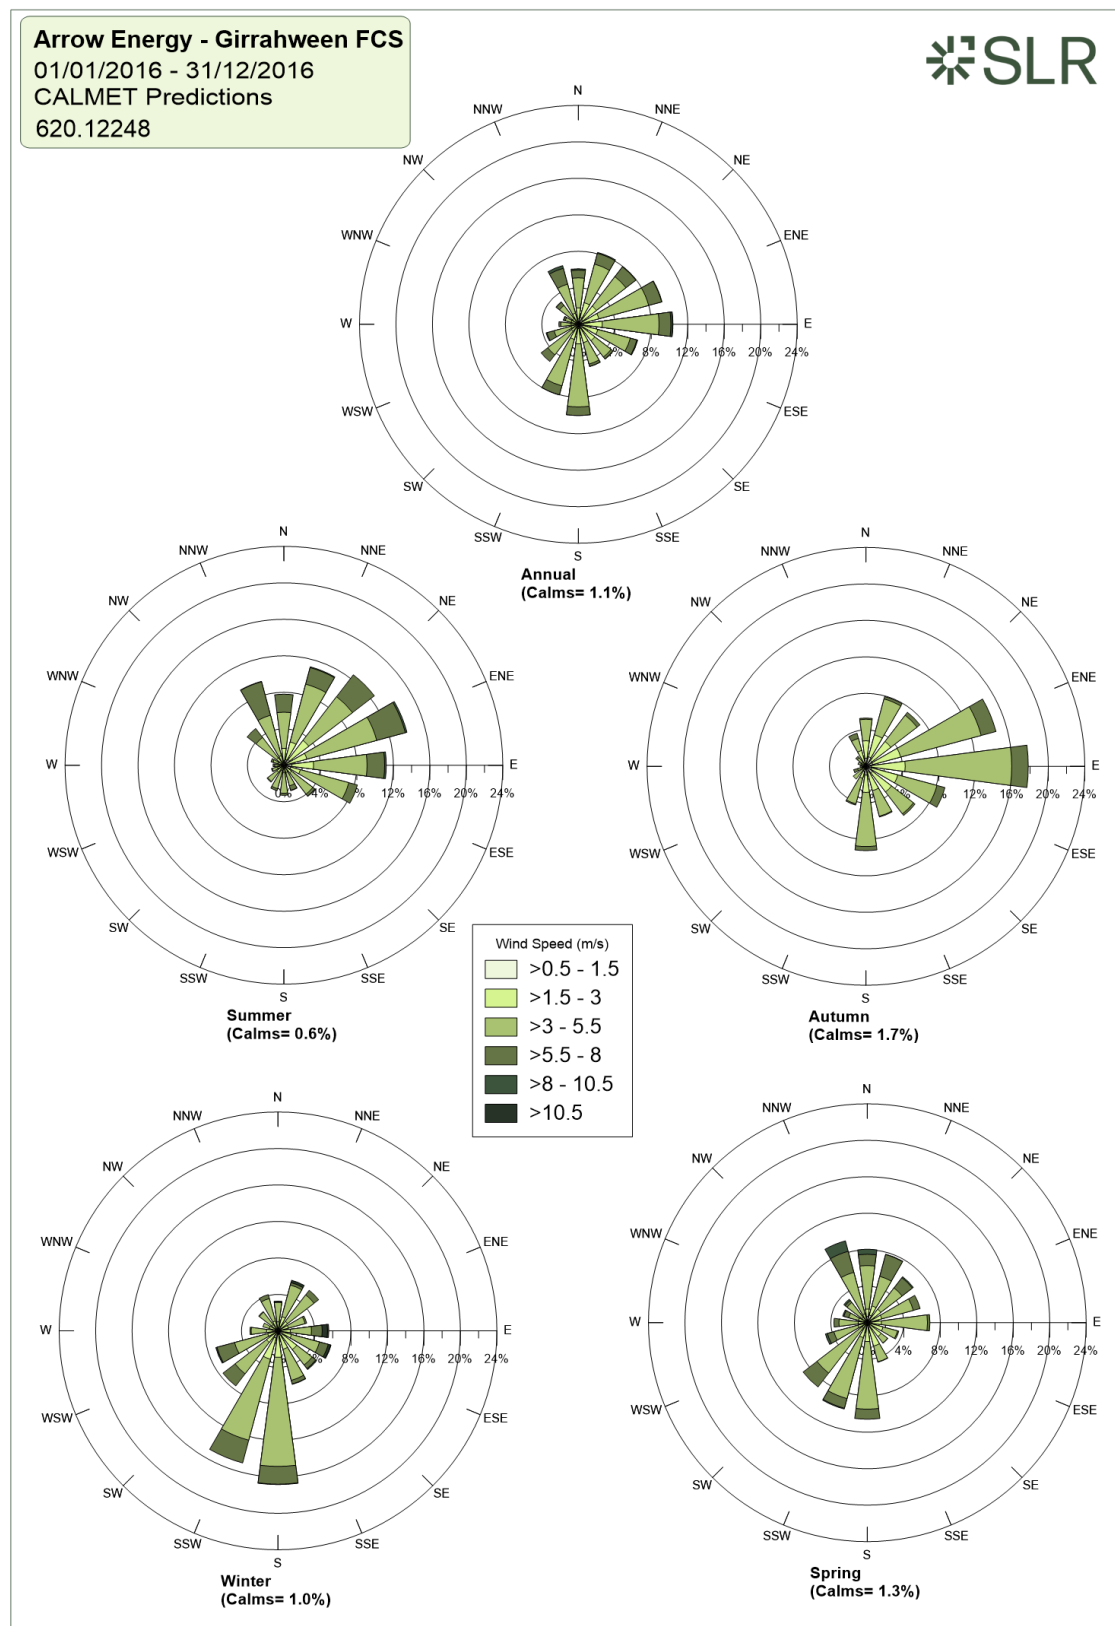 Arrow Energy - Girrahween FCS
01/01/2016 - 31/12/2016
CALMET Predictions
620.12248
SLR
N
NNW
NNE
NW
NE
WNW
ENE
W
E
8%
12%
16%
20%
24%
WSW
ESE
SW
SE
SSW
SSE
S
Annual
(Calms= 1.1%)
N
NNW
NNE
NW
NE
WNW
ENE
W
E
4%
12%
16%
20%
24%
WSW
ESE
SW
SE
SSW
SSE
S
Summer
(Calms= 0.6%)
N
NNW
NNE
NW
NE
WNW
ENE
W
E
12%
16%
20%
24%
WSW
ESE
SW
SE
SSW
SSE
S
Autumn
(Calms= 1.7%)
Wind Speed (m/s)
>0.5 - 1.5
>1.5 - 3
>3 - 5.5
>5.5 - 8
>8 - 10.5
>10.5
N
NNW
NNE
NW
NE
WNW
ENE
W
E
8%
12%
16%
20%
24%
WSW
ESE
SW
SE
SSW
SSE
S
Winter
(Calms= 1.0%)
N
NNW
NNE
NW
NE
WNW
ENE
W
E
4%
8%
12%
16%
20%
24%
WSW
ESE
SW
SE
SSW
SSE
S
Spring
(Calms= 1.3%)